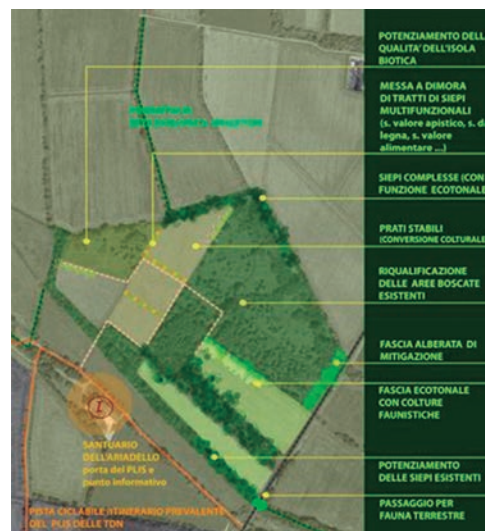 POTENZIAMENTO DELL
QUALITA' DELL'ISOLA
BIOTICA
MESSA A DIMORA
DI TRATTI DI SIEPI
MULTIFUNZIONALI
(s. valore apistico, s. da
legna, s. valore
alimentare ...)
SIEPI COMPLESSE (CON
FUNZIONE ECOTONALE
PRATI STABILI
(CONVERSIONE COLTURALE
RIQUALIFICAZIONE
DELLE AREE BOSCATE
ESISTENTI
FASCIA ALBERATA DI
MITIGAZIONE
FASCIA ECOTONALE
CON COLTURE
FAUNISTICHE
POTENZIAMENTO
DELLE SIEPI ESISTENTI
PASSAGGIO PER
FAUNA TERRESTRE
SANTUARIO
DELL'ARIADELLO
porta del PLIS e
punto informativo
PISTA CICLABILE (ITINERARIO PREVALENTE
DEL PLIS DELLE TDN